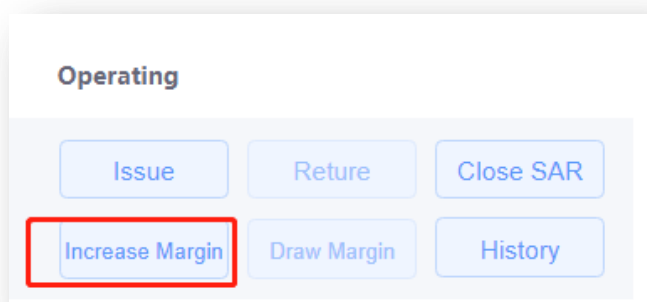 Operating
Issue Reture Close SAR
Increase Margin Draw Margin History